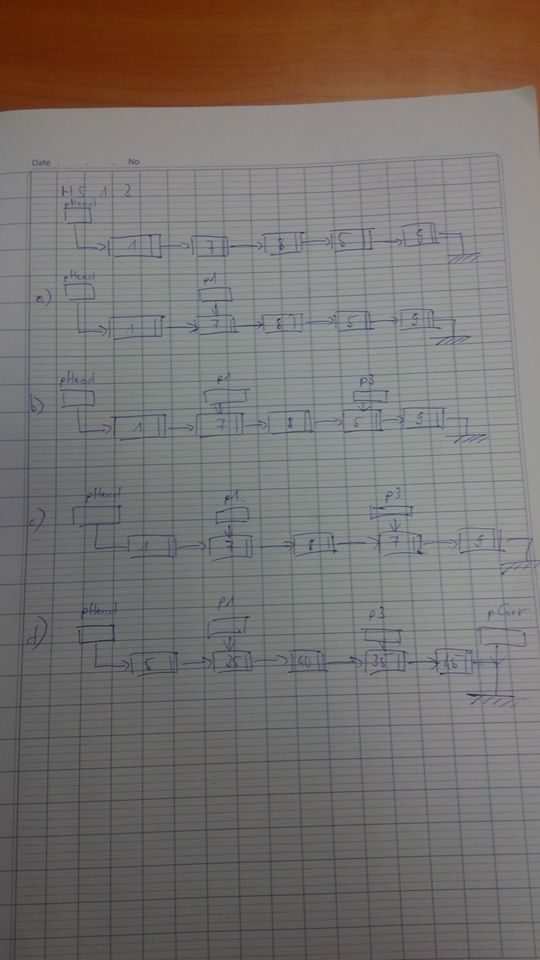 Date . . . No
H5.1.2
pHead
1 7 8 5 9
a) pHead p1
1 7 8 5 9
b) pHead p1 p3
1 7 8 5 9
c) pHead p1 p3
1 7 8 7 9
d) pHead p1 p3 pCurr
5 35 40 35 45